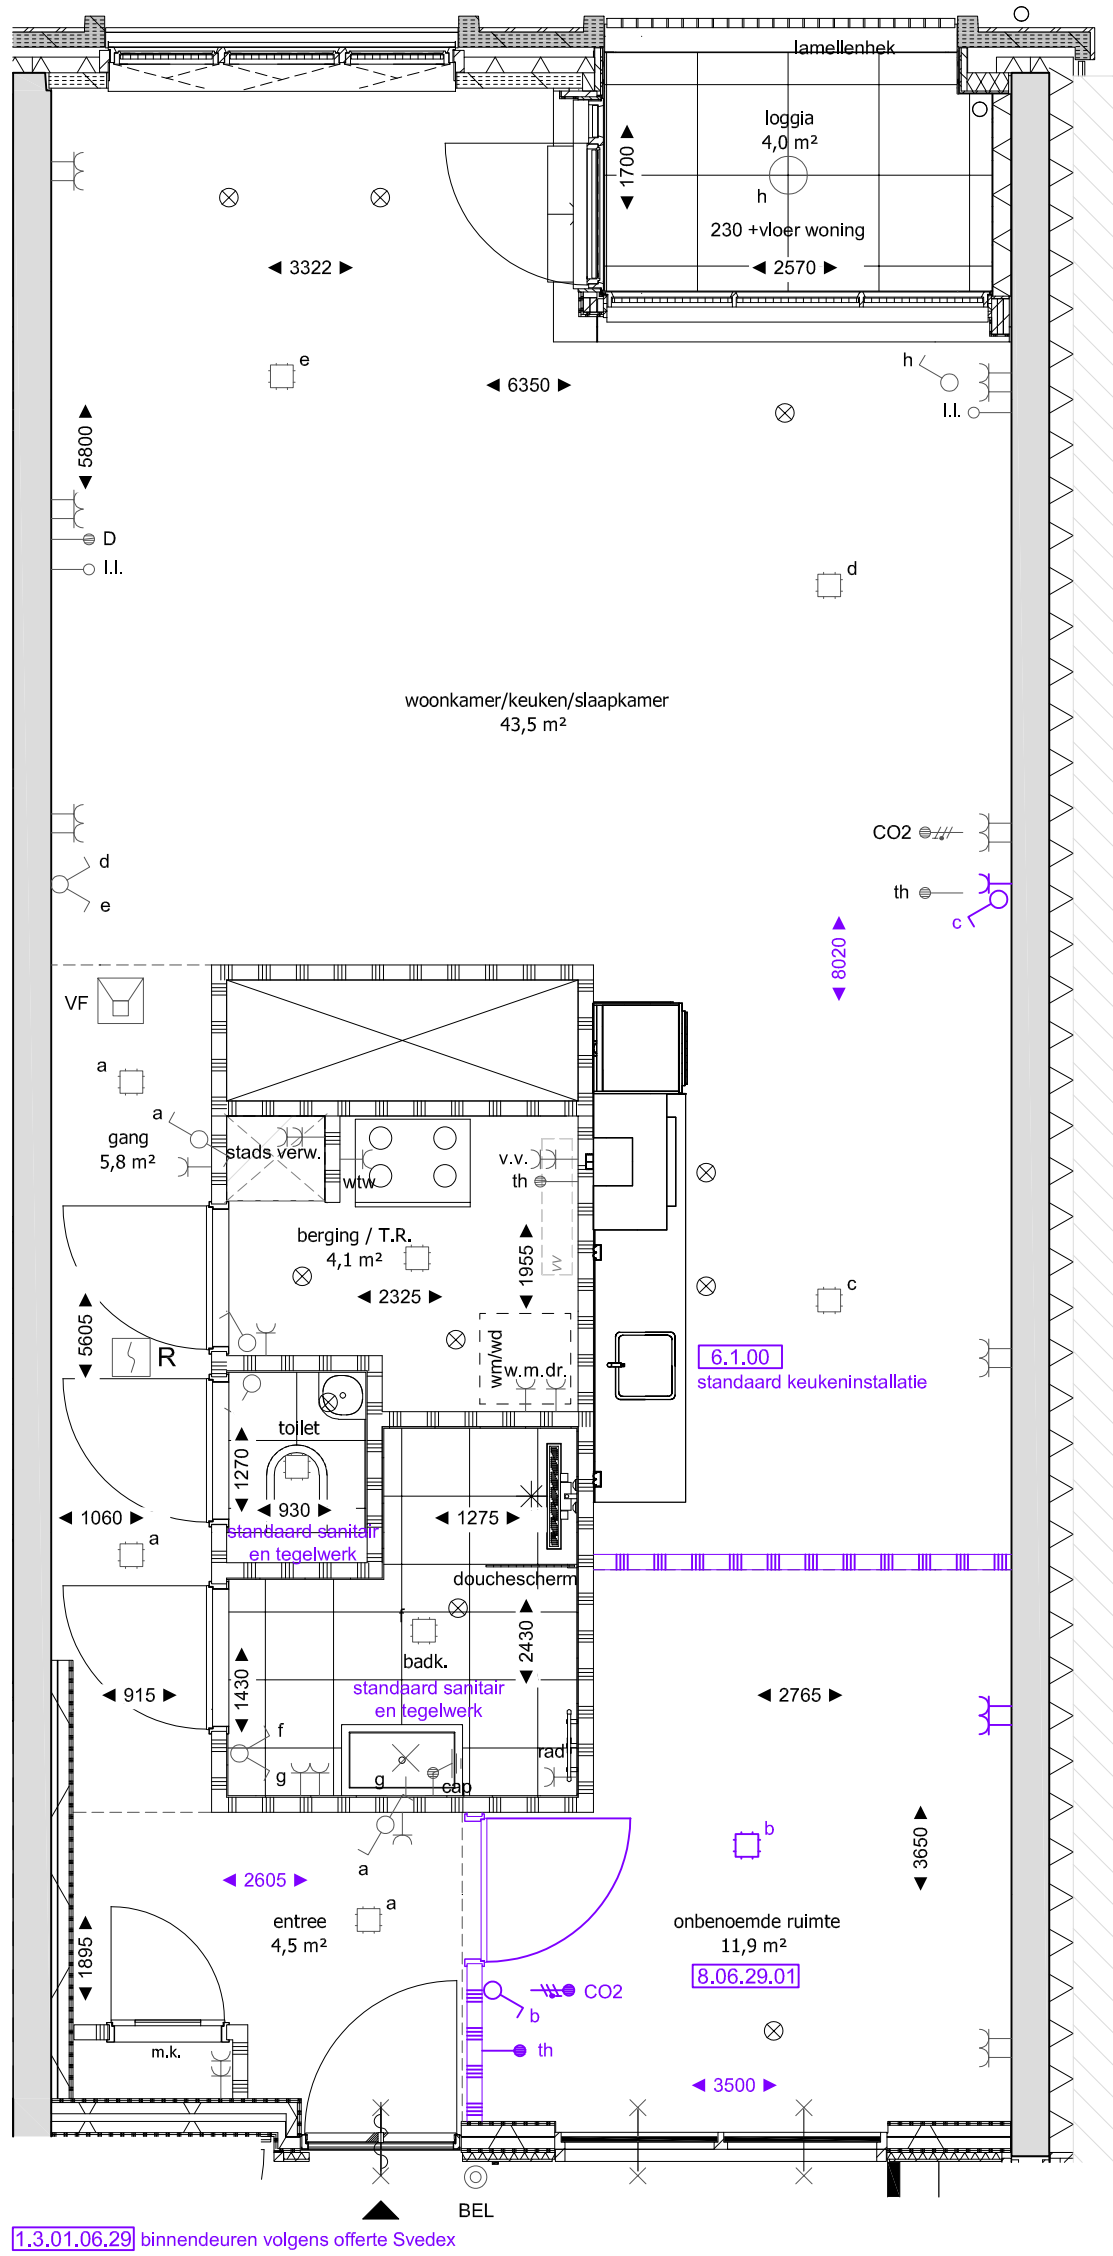 lamellenhek
loggia
4,0 m²
1700
h
230 +vloer woning
3322
2570
e
6350
h
l.l.
5800
D
l.l.
d
woonkamer/keuken/slaapkamer
43,5 m²
CO2
d
e
th
c
8020
VF
a
a
gang
5,8 m²
stads verw.
wtw
v.v.
th
berging / T.R.
4,1 m²
1955
vv
2325
c
5605
R
wm/wd
w.m.dr.
6.1.00
standaard keukeninstallatie
toilet
1270
930
1060
1275
a
standaard sanitair
en tegelwerk
douchescherm
f
2430
badk.
standaard sanitair
en tegelwerk
1430
915
2765
f
g
rad
g
cap
a
b
3650
2605
a
entree
4,5 m²
onbenoemde ruimte
11,9 m²
1895
8.06.29.01
CO2
b
m.k.
th
3500
BEL
1.3.01.06.29 binnendeuren volgens offerte Svedex